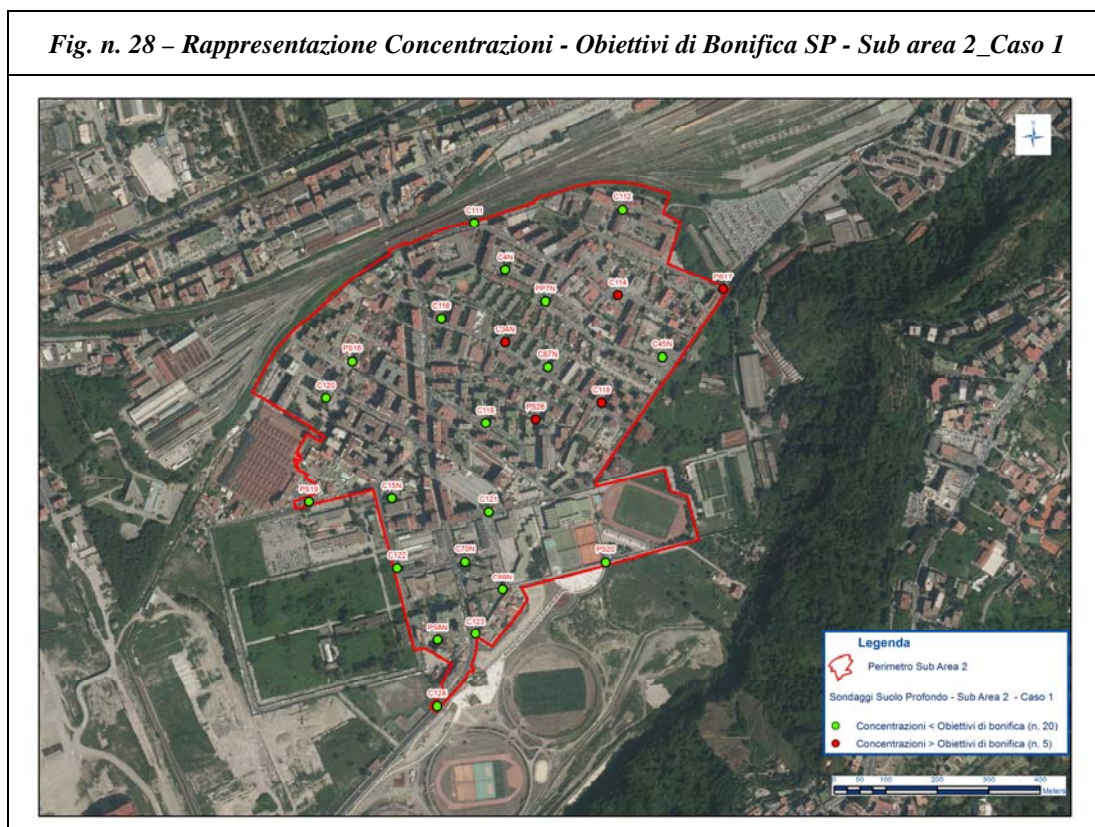 Fig. n. 28 – Rappresentazione Concentrazioni - Obiettivi di Bonifica SP - Sub area 2_Caso 1
N
C112
C111
C4N
PS17
C114
PP7N
C116
C34N
C45N
PS16
C67N
C120
C119
PS26
C118
C15N
PS19
C121
C70N
PS20
C122
C69N
C123
PS8N
C124
Legenda
Perimetro Sub Area 2
Sondaggi Suolo Profondo - Sub Area 2 - Caso 1
Concentrazioni < Obiettivi di bonifica (n. 20)
Concentrazioni > Obiettivi di bonifica (n. 5)
0 50 100 200 300 400
Meters